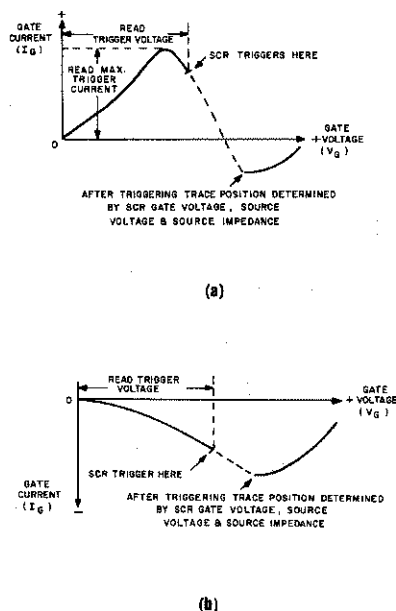 +
GATE
CURRENT
(IG)
READ
TRIGGER VOLTAGE
SCR TRIGGERS HERE
READ MAX.
TRIGGER
CURRENT
O
GATE
+ VOLTAGE
(VG)
AFTER TRIGGERING TRACE POSITION DETERMINED
BY SCR GATE VOLTAGE, SOURCE
VOLTAGE & SOURCE IMPEDANCE
(a)
READ TRIGGER
VOLTAGE
O
GATE
+ VOLTAGE
(VG)
SCR TRIGGER HERE
GATE
CURRENT
(IG)
–
AFTER TRIGGERING TRACE POSITION DETERMINED
BY SCR GATE VOLTAGE, SOURCE
VOLTAGE & SOURCE IMPEDANCE
(b)